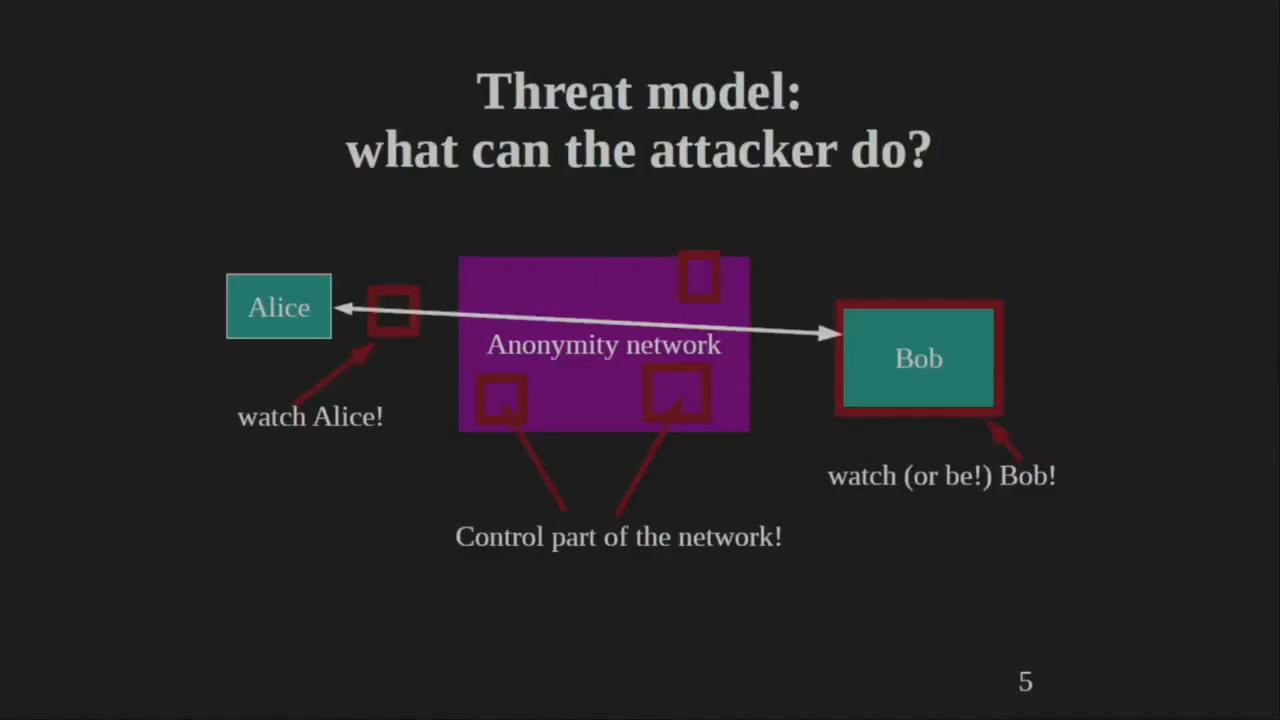 Threat model:
what can the attacker do?
Alice
Anonymity network
Bob
watch Alice!
watch (or be!) Bob!
Control part of the network!
5